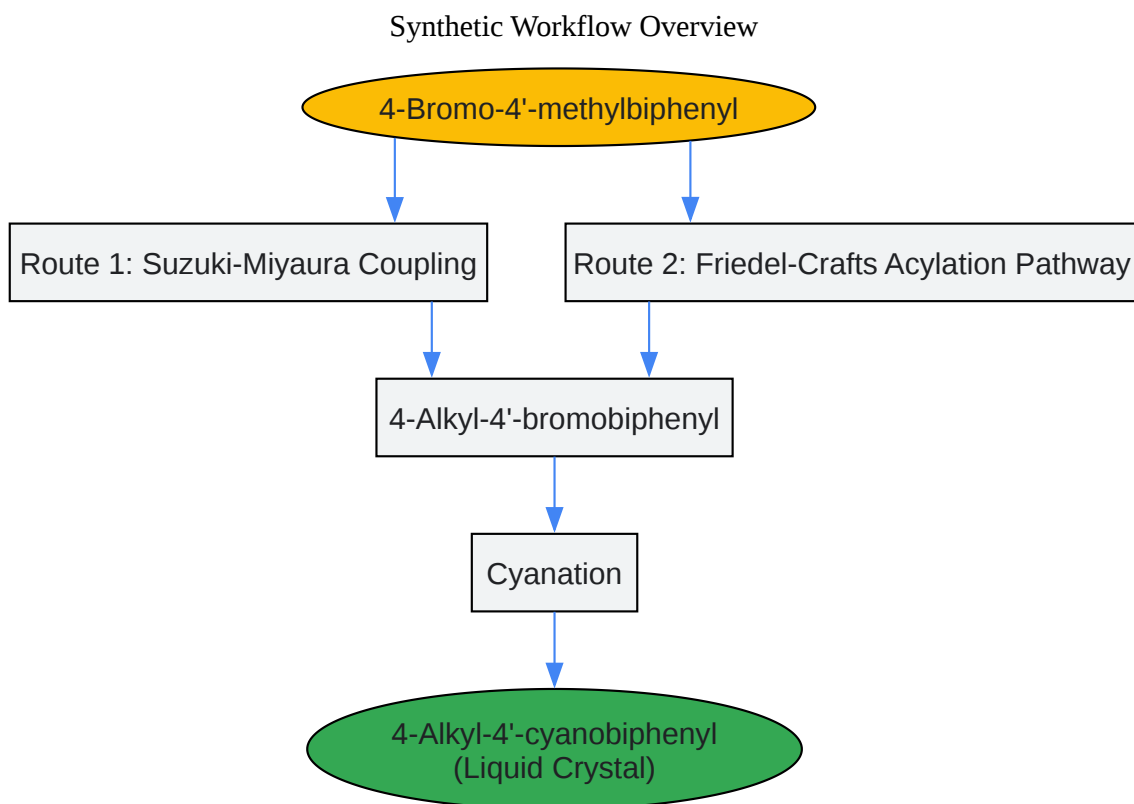 Synthetic Workflow Overview
4-Bromo-4'-methylbiphenyl
Route 1: Suzuki-Miyaura Coupling
Route 2: Friedel-Crafts Acylation Pathway
4-Alkyl-4'-bromobiphenyl
Cyanation
4-Alkyl-4'-cyanobiphenyl
(Liquid Crystal)